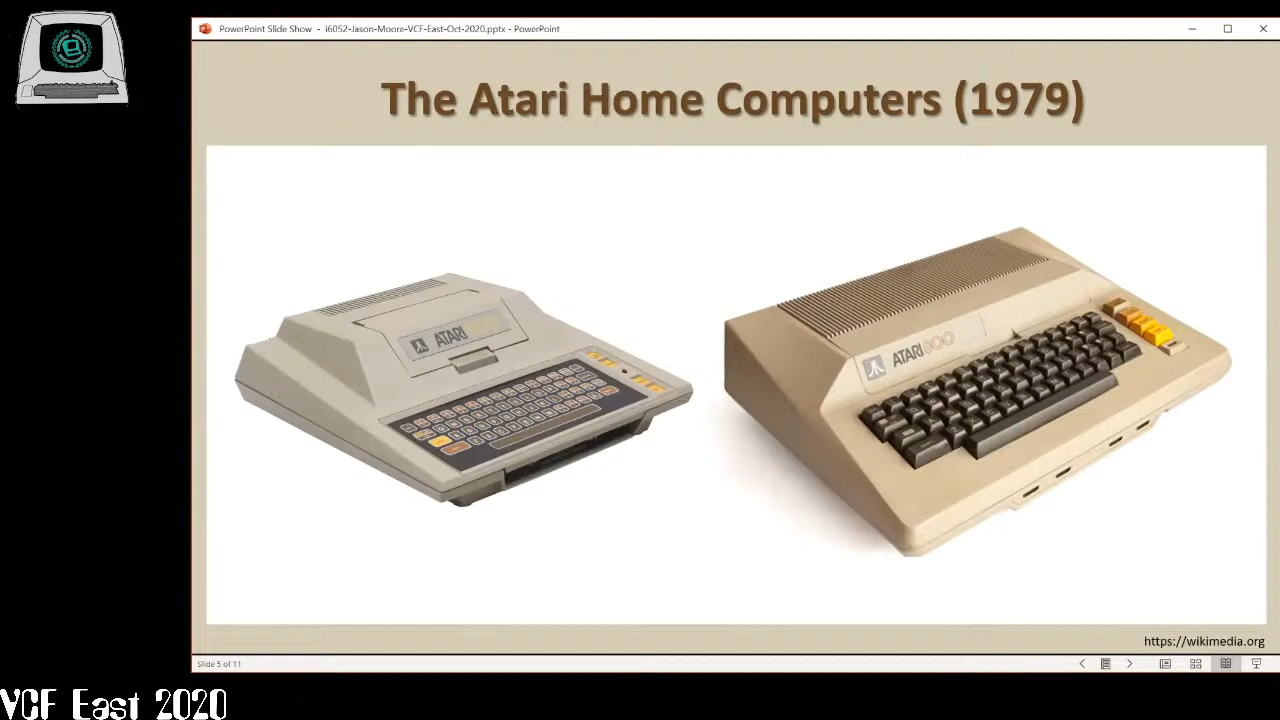 PowerPoint Slide Show - i6052-Jason-Moore-VCF-East-Oct-2020.pptx - PowerPoint
The Atari Home Computers (1979)
ATARI
ATARI 800
https://wikimedia.org
Slide 5 of 11
VCF East 2020